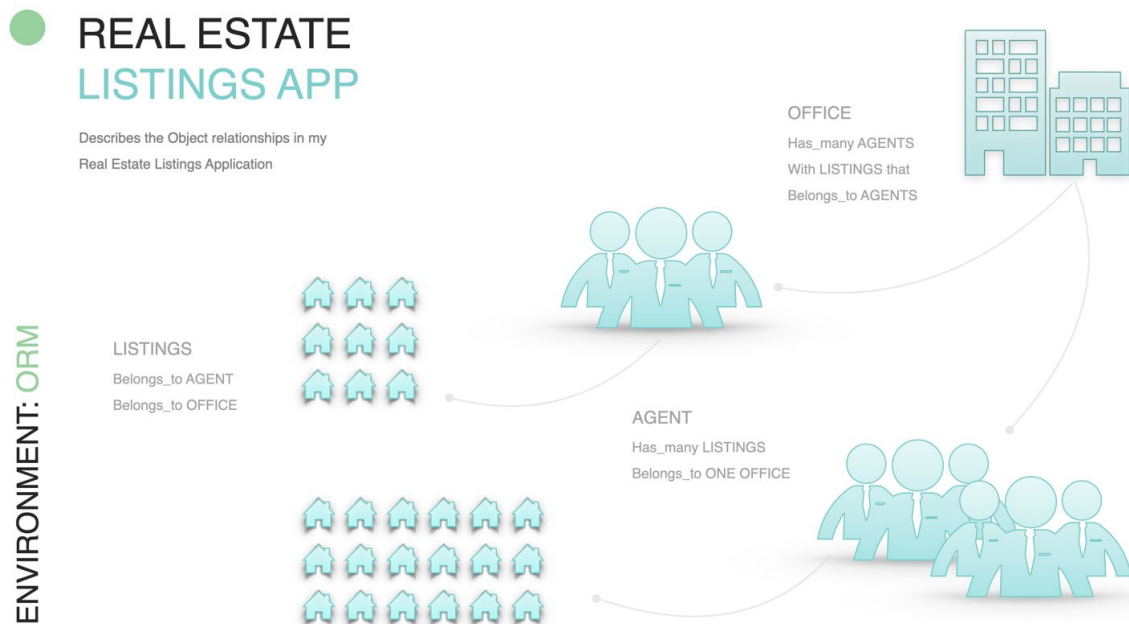 REAL ESTATE
LISTINGS APP
Describes the Object relationships in my
Real Estate Listings Application
OFFICE
Has_many AGENTS
With LISTINGS that
Belongs_to AGENTS
LISTINGS
Belongs_to AGENT
Belongs_to OFFICE
AGENT
Has_many LISTINGS
Belongs_to ONE OFFICE
ENVIRONMENT: ORM